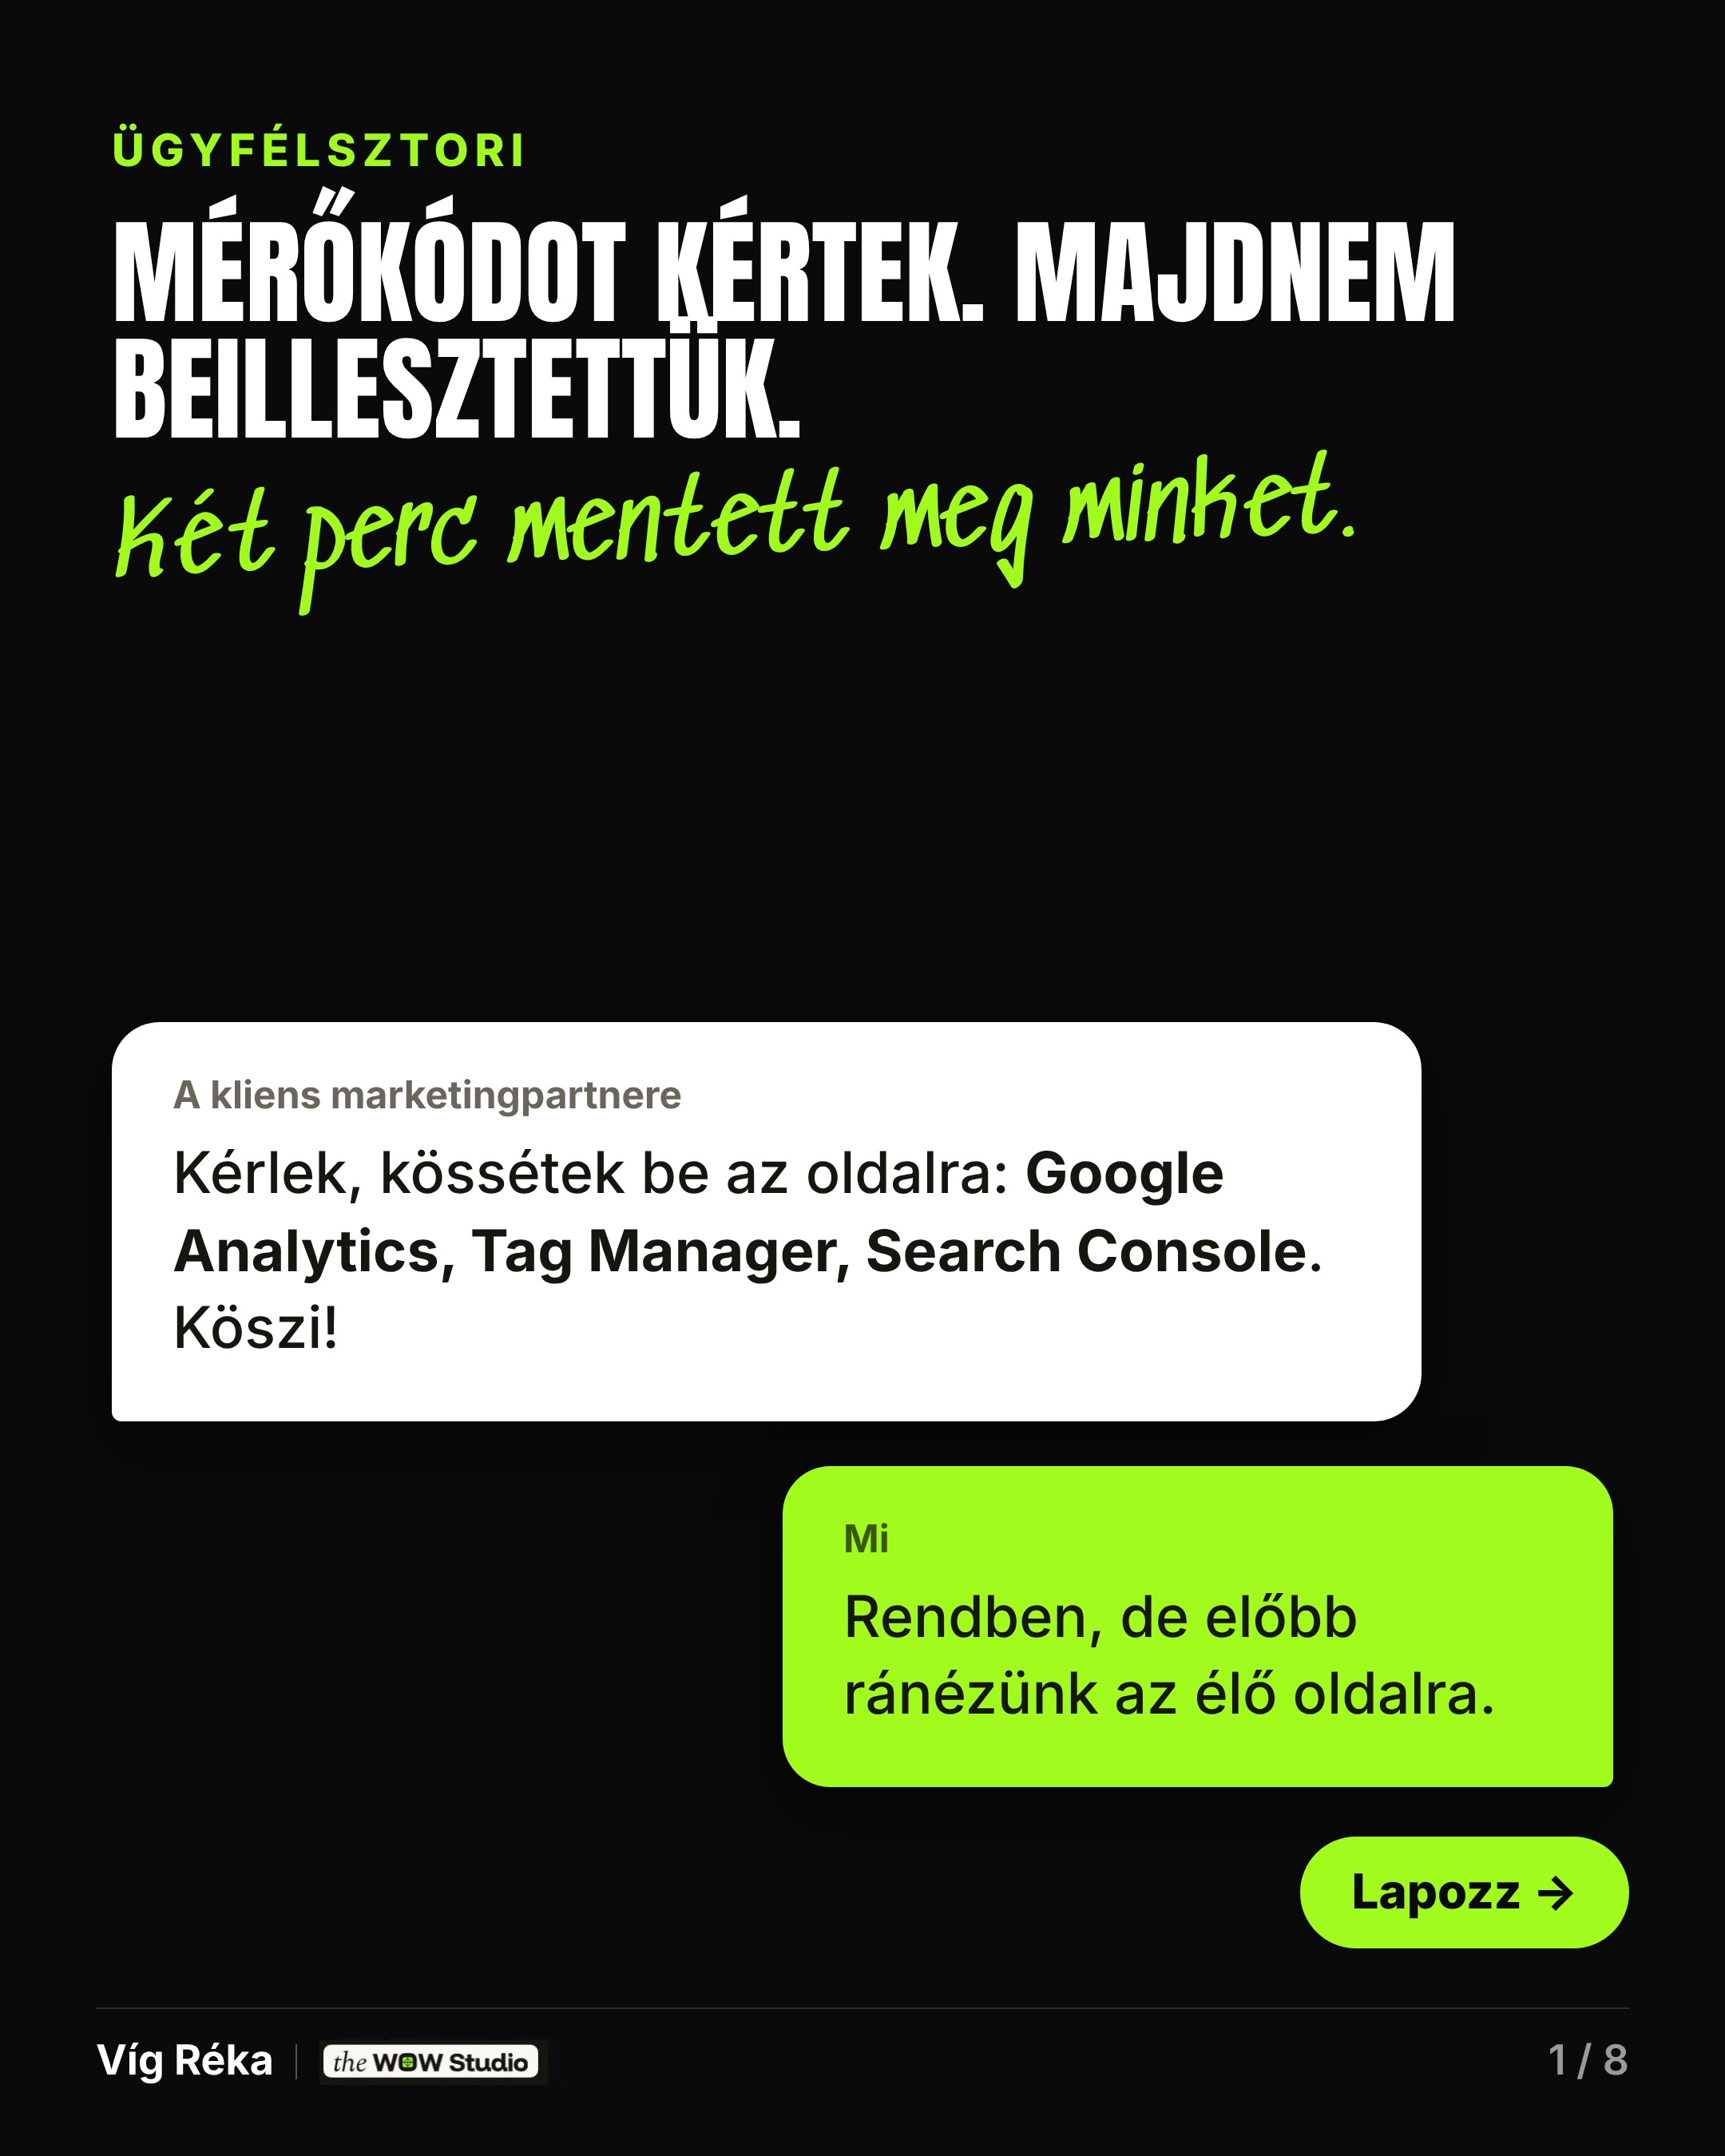 ÜGYFÉLSZTORI
MÉRŐKÓDOT KÉRTEK. MAJDNEM
BEILLESZTETTÜK.
Két perc mentett meg minket.
A kliens marketingpartnere
Kérlek, kössétek be az oldalra: Google
Analytics, Tag Manager, Search Console.
Köszi!
Mi
Rendben, de előbb
ránézünk az élő oldalra.
Lapozz →
Víg Réka | the WOW Studio
1 / 8